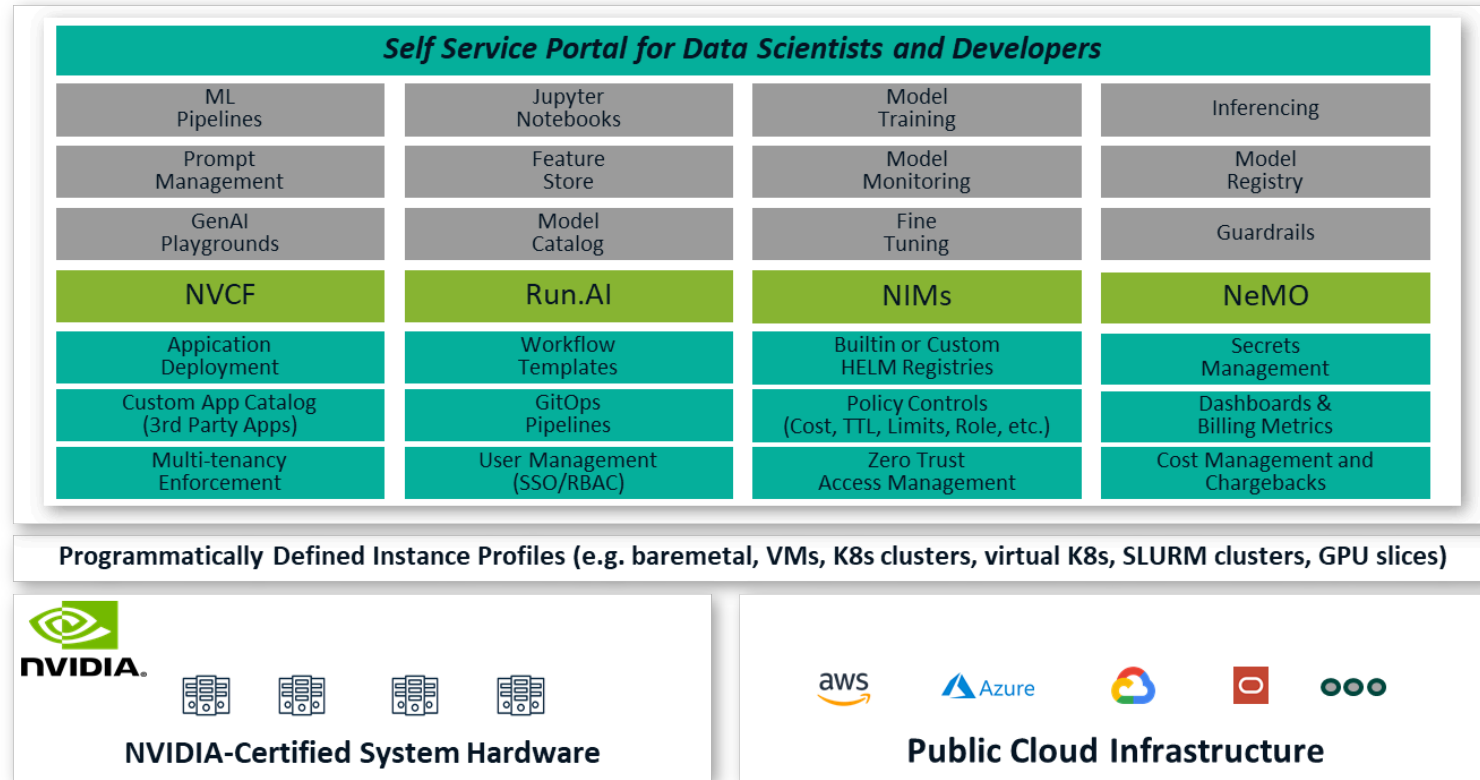 Self Service Portal for Data Scientists and Developers
ML
Pipelines
Jupyter
Notebooks
Model
Training
Inferencing
Prompt
Management
Feature
Store
Model
Monitoring
Model
Registry
GenAI
Playgrounds
Model
Catalog
Fine
Tuning
Guardrails
NVCF
Run.AI
NIMs
NeMO
Appication
Deployment
Workflow
Templates
Builtin or Custom
HELM Registries
Secrets
Management
Custom App Catalog
(3rd Party Apps)
GitOps
Pipelines
Policy Controls
(Cost, TTL, Limits, Role, etc.)
Dashboards &
Billing Metrics
Multi-tenancy
Enforcement
User Management
(SSO/RBAC)
Zero Trust
Access Management
Cost Management and
Chargebacks
Programmatically Defined Instance Profiles (e.g. baremetal, VMs, K8s clusters, virtual K8s, SLURM clusters, GPU slices)
NVIDIA.
NVIDIA-Certified System Hardware
aws
Azure
Public Cloud Infrastructure